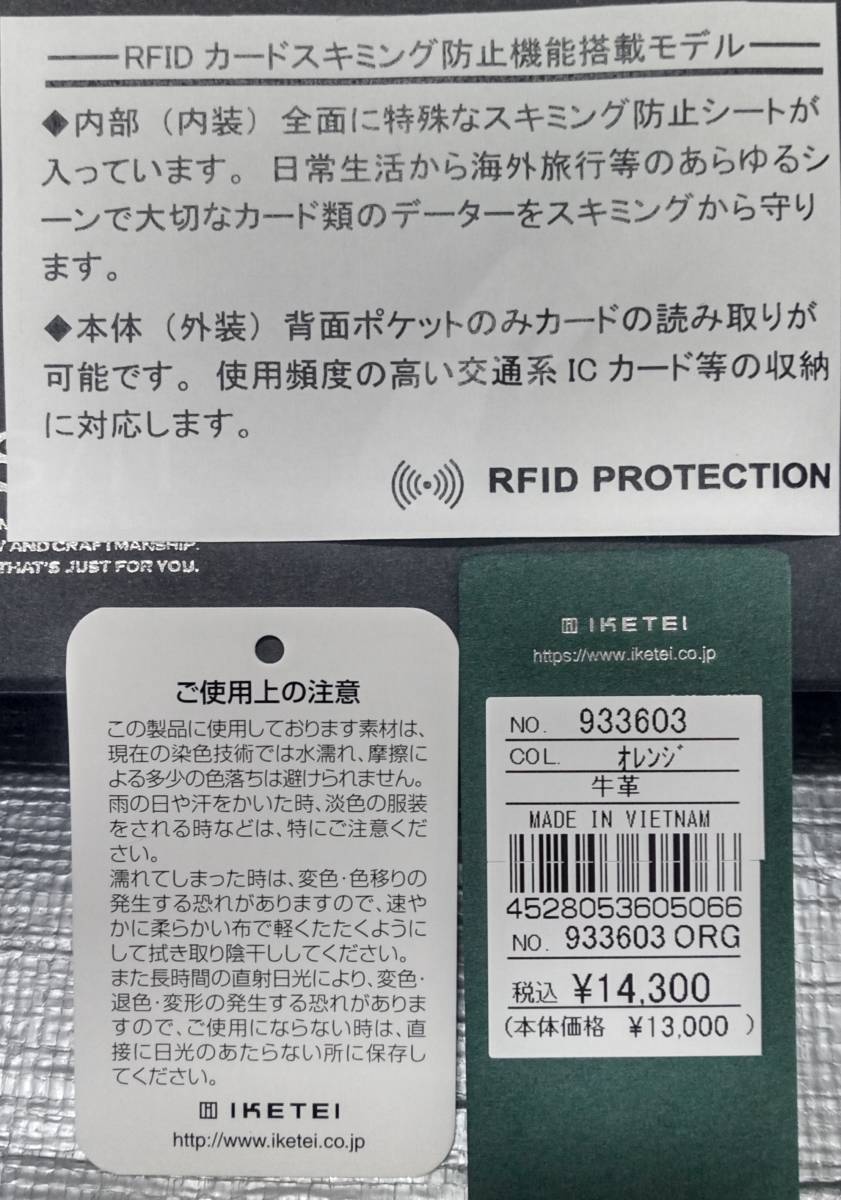 RFID カードスキミング防止機能搭載モデル
◆内部（内装）全面に特殊なスキミング防止シートが
入っています。日常生活から海外旅行等のあらゆるシ
ーンで大切なカード類のデーターをスキミングから守り
ます。
◆本体（外装）背面ポケットのみカードの読み取りが
可能です。使用頻度の高い交通系 IC カード等の収納
に対応します。
RFID PROTECTION
AND CRAFTMANSHIP.
THAT'S JUST FOR YOU.
ご使用上の注意
この製品に使用しております素材は、
現在の染色技術では水濡れ、摩擦に
よる多少の色落ちは避けられません。
雨の日や汗をかいた時、淡色の服装
をされる時などは、特にご注意くだ
さい。
濡れてしまった時は、変色・色移りの
発生する恐れがありますので、速や
かに柔らかい布で軽くたたくように
して拭き取り陰干ししてください。
また長時間の直射日光により、変色・
退色・変形の発生する恐れがありま
すので、ご使用にならない時は、直
接に日光のあたらない所に保存し
てください。
IKETEI
http://www.iketei.co.jp
IKETEI
https://www.iketei.co.jp
NO. 933603
COL. オレンジ
牛革
MADE IN VIETNAM
4528053605066
NO. 933603 ORG
税込 ¥14,300
(本体価格 ¥13,000 )